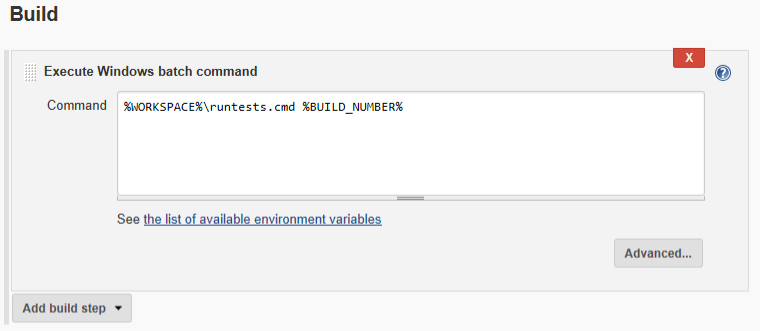 Build
X
Execute Windows batch command
?
Command
%WORKSPACE%\runtests.cmd %BUILD_NUMBER%
See the list of available environment variables
Advanced...
Add build step